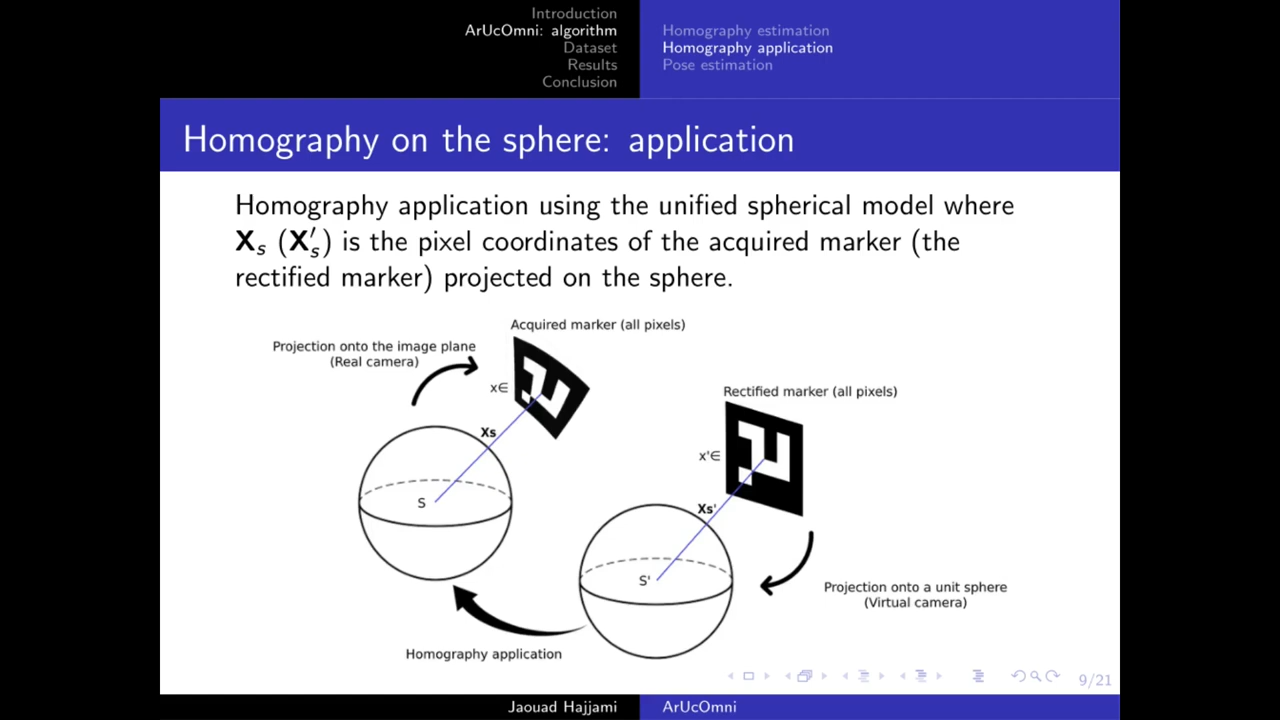 Introduction
ArUcOmni: algorithm
Dataset
Results
Conclusion
Homography estimation
Homography application
Pose estimation
Homography on the sphere: application
Homography application using the unified spherical model where
Xs (X′s) is the pixel coordinates of the acquired marker (the
rectified marker) projected on the sphere.
Acquired marker (all pixels)
Projection onto the image plane
(Real camera)
x∈
Xs
S
Rectified marker (all pixels)
x'∈
Xs'
S'
Projection onto a unit sphere
(Virtual camera)
Homography application
9/21
Jaouad Hajjami
ArUcOmni